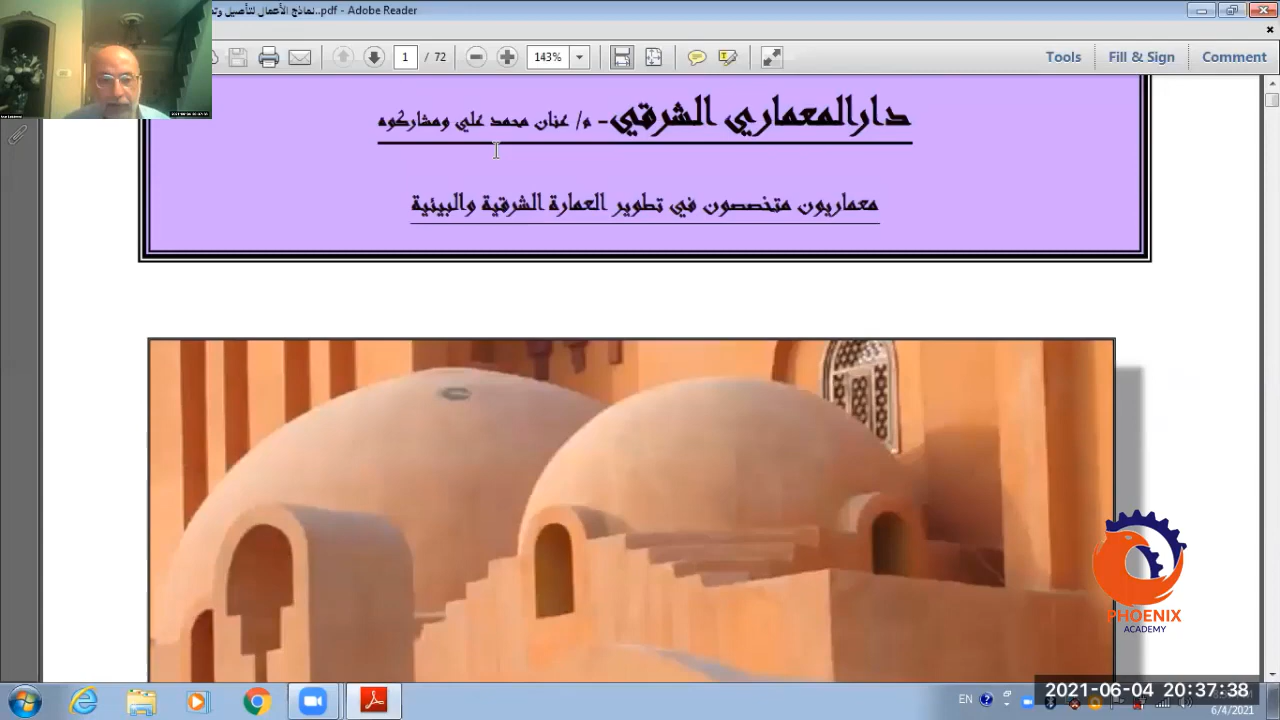 نماذج الأعمال لتأصيل وتم..pdf - Adobe Reader
1 / 72
143%
Tools
Fill & Sign
Comment
دارالمعماري الشرقي- م/ عنان محمد علي ومشاركوه
معماريون متخصصون في تطوير العمارة الشرقية والبيئية
PHOENIX
ACADEMY
EN
2021-06-04 20:37:38
6/4/2021